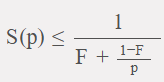 S(p) ≤ 1 / (F + (1−F)/p)